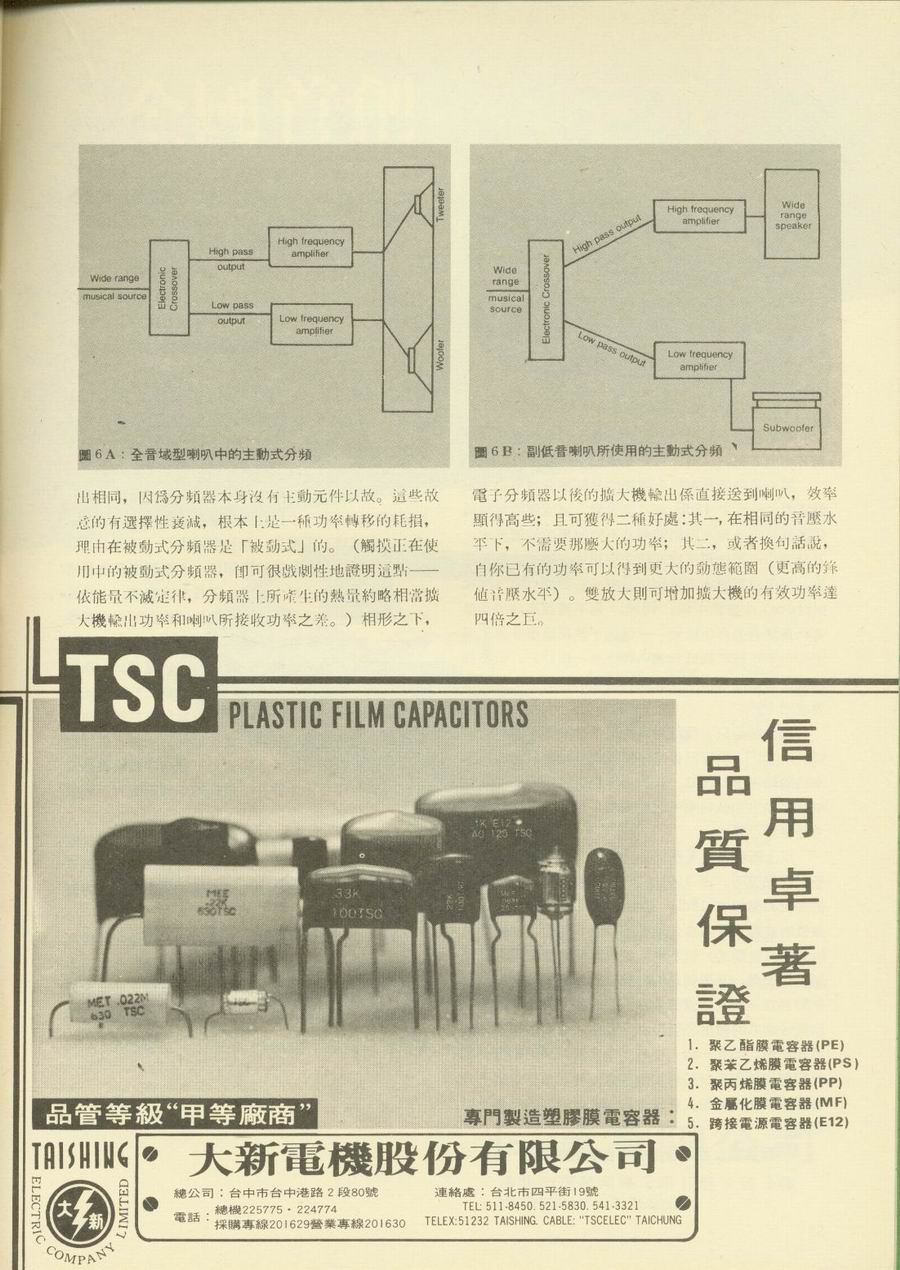 Wide range
musical source
Electronic
Crossover
High pass
output
Low pass
output
High frequency
amplifier
Low frequency
amplifier
Tweeter
Woofer
圖6A：全音域型喇叭中的主動式分頻
Wide
range
musical
source
Electronic Crossover
High pass output
Low pass output
High frequency
amplifier
Low frequency
amplifier
Wide
range
speaker
Subwoofer
圖6B：副低音喇叭所使用的主動式分頻
出相同，因爲分頻器本身沒有主動元件以故。這些故
意的有選擇性衰減，根本上是一種功率轉移的耗損，
理由在被動式分頻器是「被動式」的。（觸摸正在使
用中的被動式分頻器，卽可很戲劇性地證明這點——
依能量不滅定律，分頻器上所產生的熱量約略相當擴
大機輸出功率和喇叭所接收功率之差。）相形之下，
電子分頻器以後的擴大機輸出係直接送到喇叭，效率
顯得高些；且可獲得二種好處：其一，在相同的音壓水
平下，不需要那麼大的功率；其二，或者換句話說，
自你已有的功率可以得到更大的動態範圍（更高的鋒
値音壓水平）。雙放大則可增加擴大機的有效功率達
四倍之巨。
TSC
PLASTIC FILM CAPACITORS
信用卓著
品質保證
1K E12
AC 125 TSC
MEE
.22K
630TSC
.33K
100TSC
MET .022M
630 TSC
1. 聚乙酯膜電容器(PE)
2. 聚苯乙烯膜電容器(PS)
3. 聚丙烯膜電容器(PP)
4. 金屬化膜電容器(MF)
5. 跨接電源電容器(E12)
品管等級“甲等廠商”
專門製造塑膠膜電容器：
TAISHING
ELECTRIC COMPANY LIMITED
大新
大新電機股份有限公司
總公司：台中市台中港路2段80號
電話：總機225775・224774
採購專線201629營業專線201630
連絡處：台北市四平街19號
TEL: 511-8450. 521-5830. 541-3321
TELEX:51232 TAISHING. CABLE: "TSCELEC" TAICHUNG